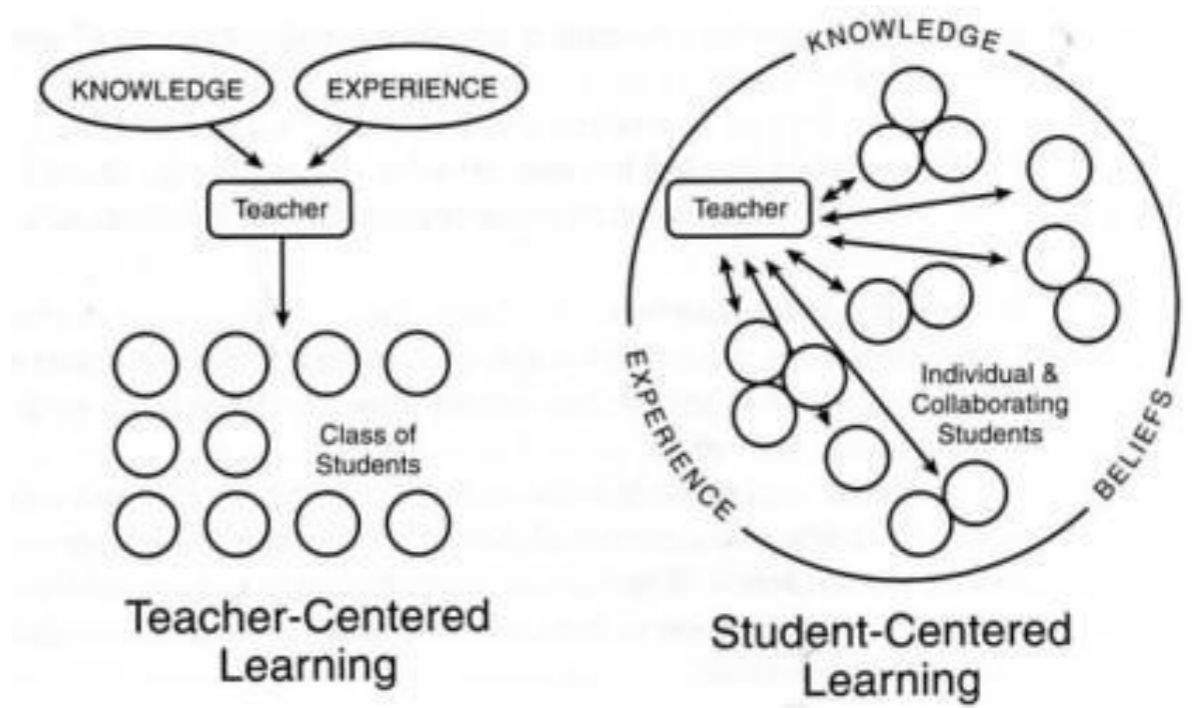 KNOWLEDGE
EXPERIENCE
Teacher
Class of
Students
Teacher-Centered
Learning
KNOWLEDGE
Teacher
EXPERIENCE
Individual &
Collaborating
Students
BELIEFS
Student-Centered
Learning